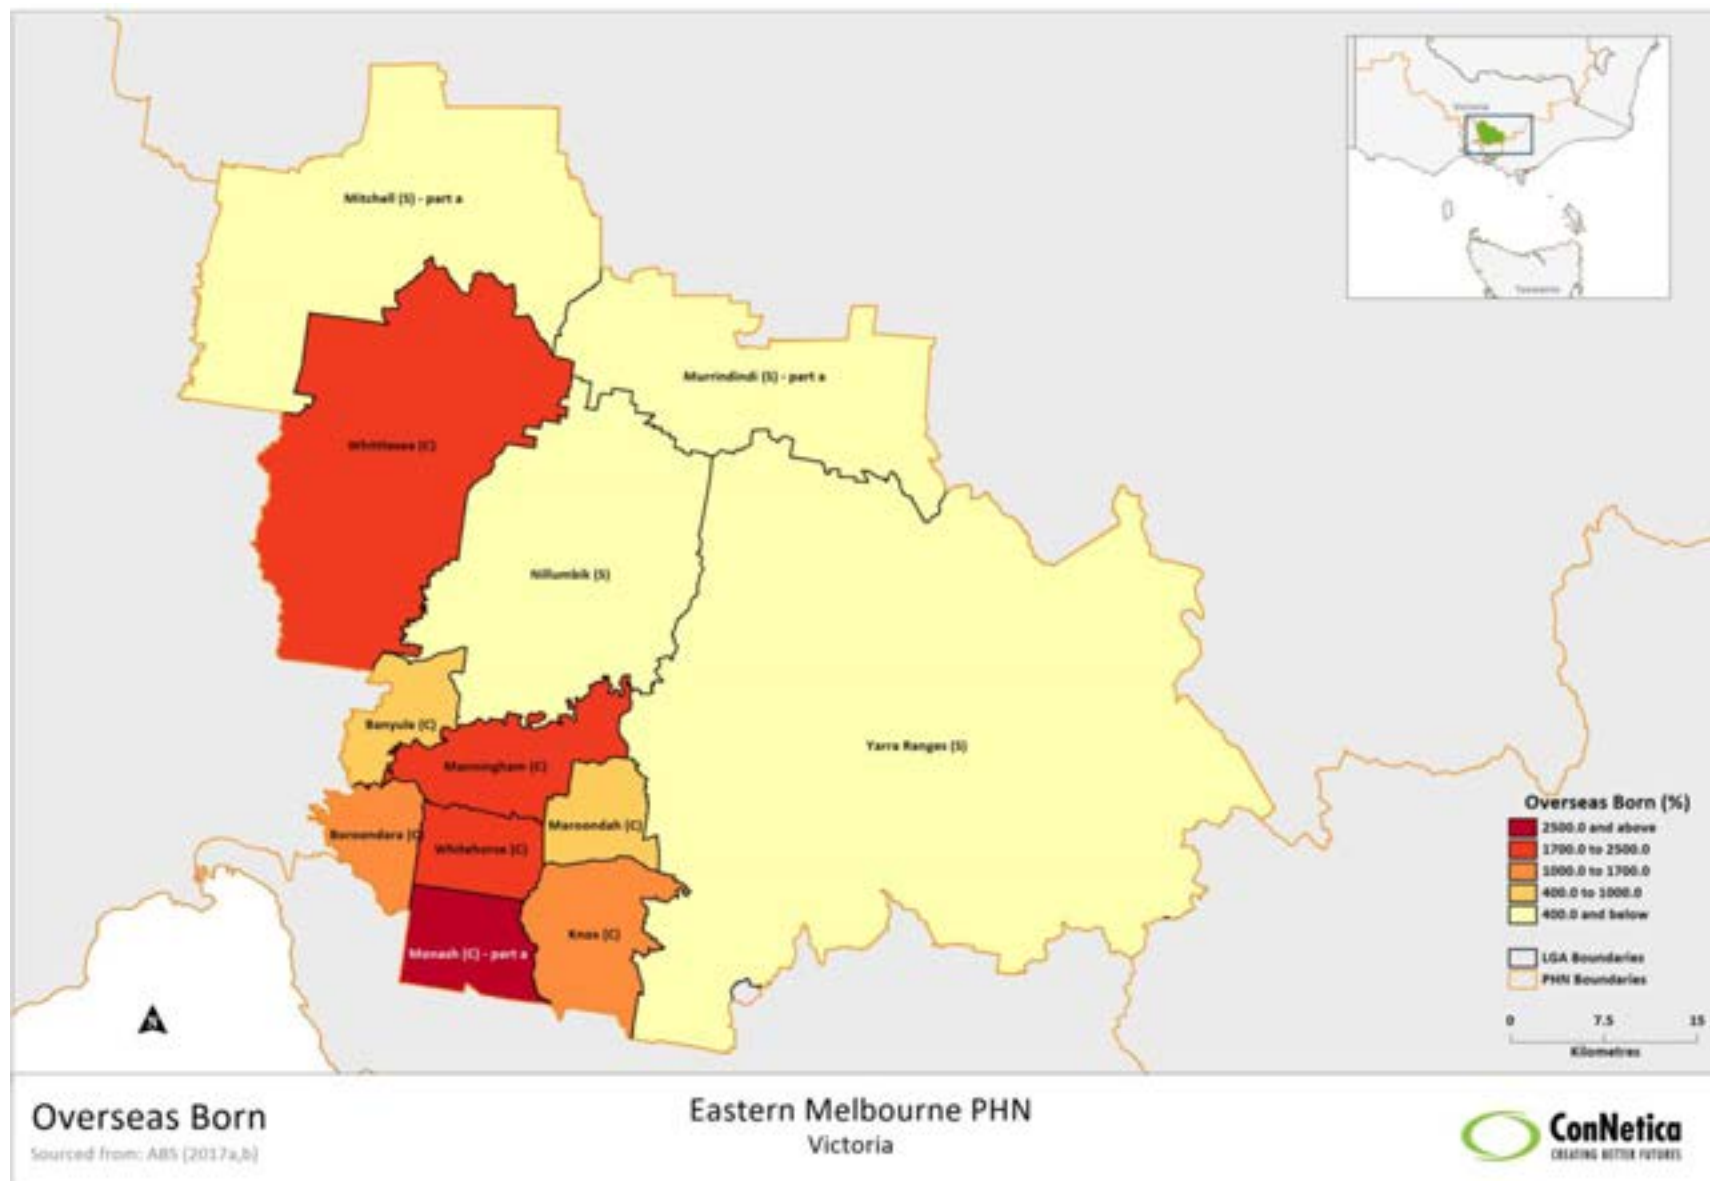 Victoria
Tasmania
Mitchell (S) - part a
Murrindindi (S) - part a
Whittlesea (C)
Nillumbik (S)
Banyule (C)
Yarra Ranges (S)
Manningham (C)
Maroondah (C)
Boroondara (C
Whitehorse (C)
Knox (C)
Monash (C) - part a
Overseas Born (%)
2500.0 and above
1700.0 to 2500.0
1000.0 to 1700.0
400.0 to 1000.0
400.0 and below
LGA Boundaries
PHN Boundaries
0 7.5 15
Kilometres
N
Overseas Born
Sourced from: ABS (2017a,b)
Eastern Melbourne PHN
Victoria
ConNetica
CREATING BETTER FUTURES